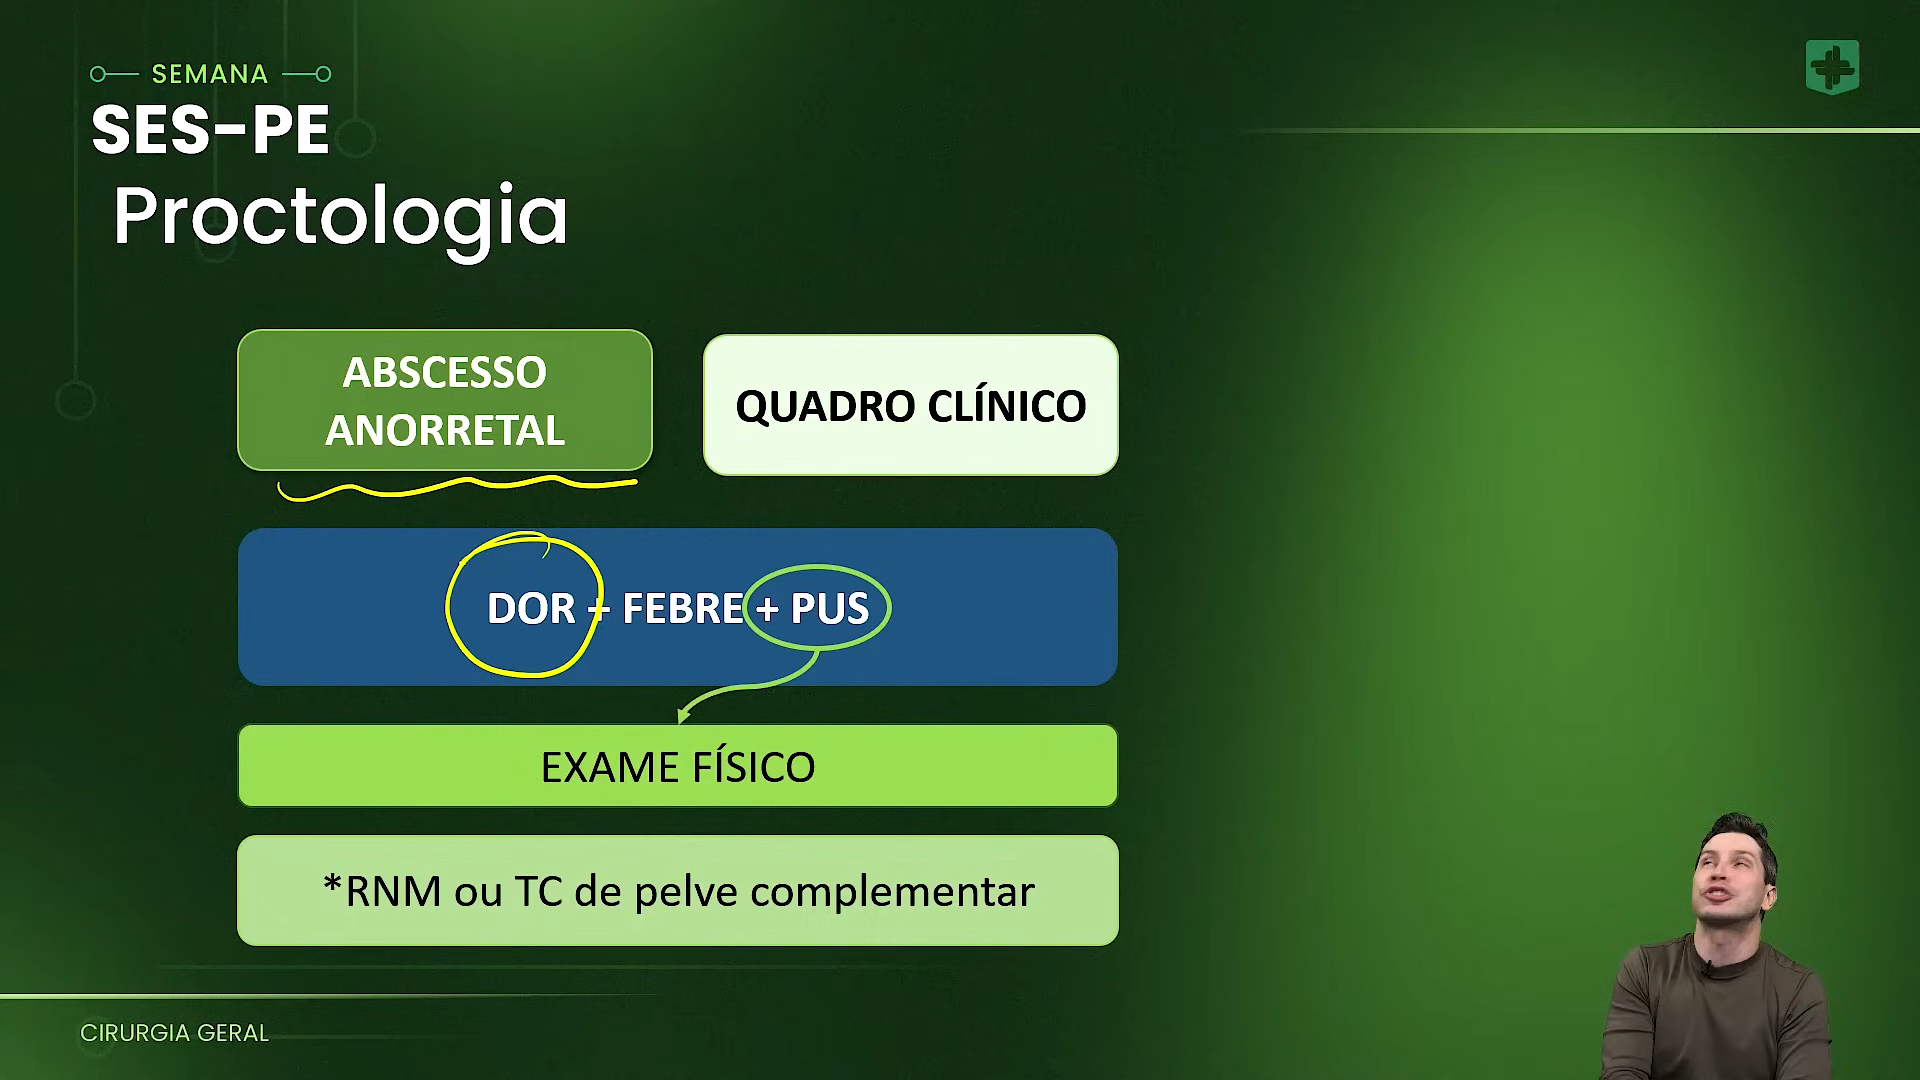 SEMANA
SES-PE
Proctologia
ABSCESSO
ANORRETAL
QUADRO CLÍNICO
DOR + FEBRE + PUS
EXAME FÍSICO
*RNM ou TC de pelve complementar
CIRURGIA GERAL